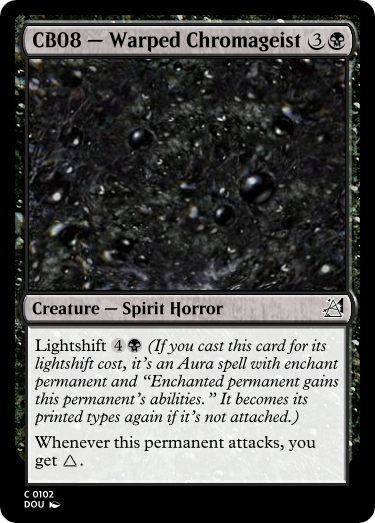 CB08 — Warped Chromageist 3
Creature — Spirit Horror
Lightshift 4 (If you cast this card for its
lightshift cost, it's an Aura spell with enchant
permanent and “Enchanted permanent gains
this permanent's abilities.” It becomes its
printed types again if it's not attached.)
Whenever this permanent attacks, you
get △.
C 0102
DOU